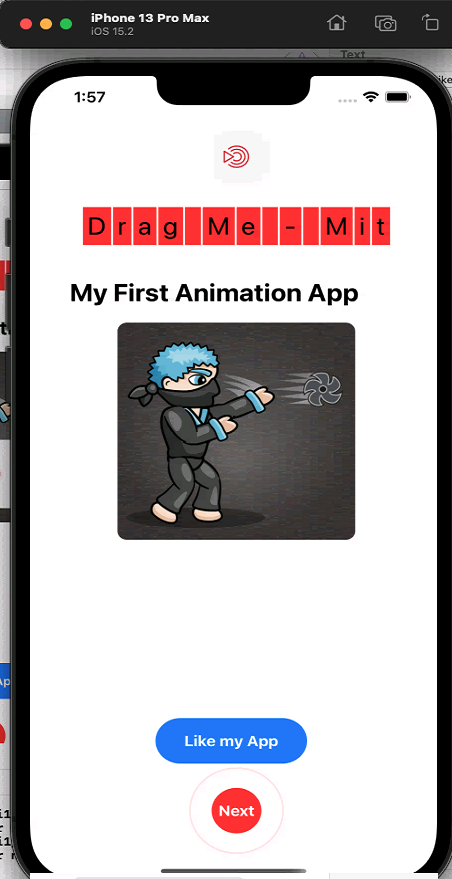 iPhone 13 Pro Max
iOS 15.2
Text
1:57
Drag Me - Mit
My First Animation App
Like my App
Next